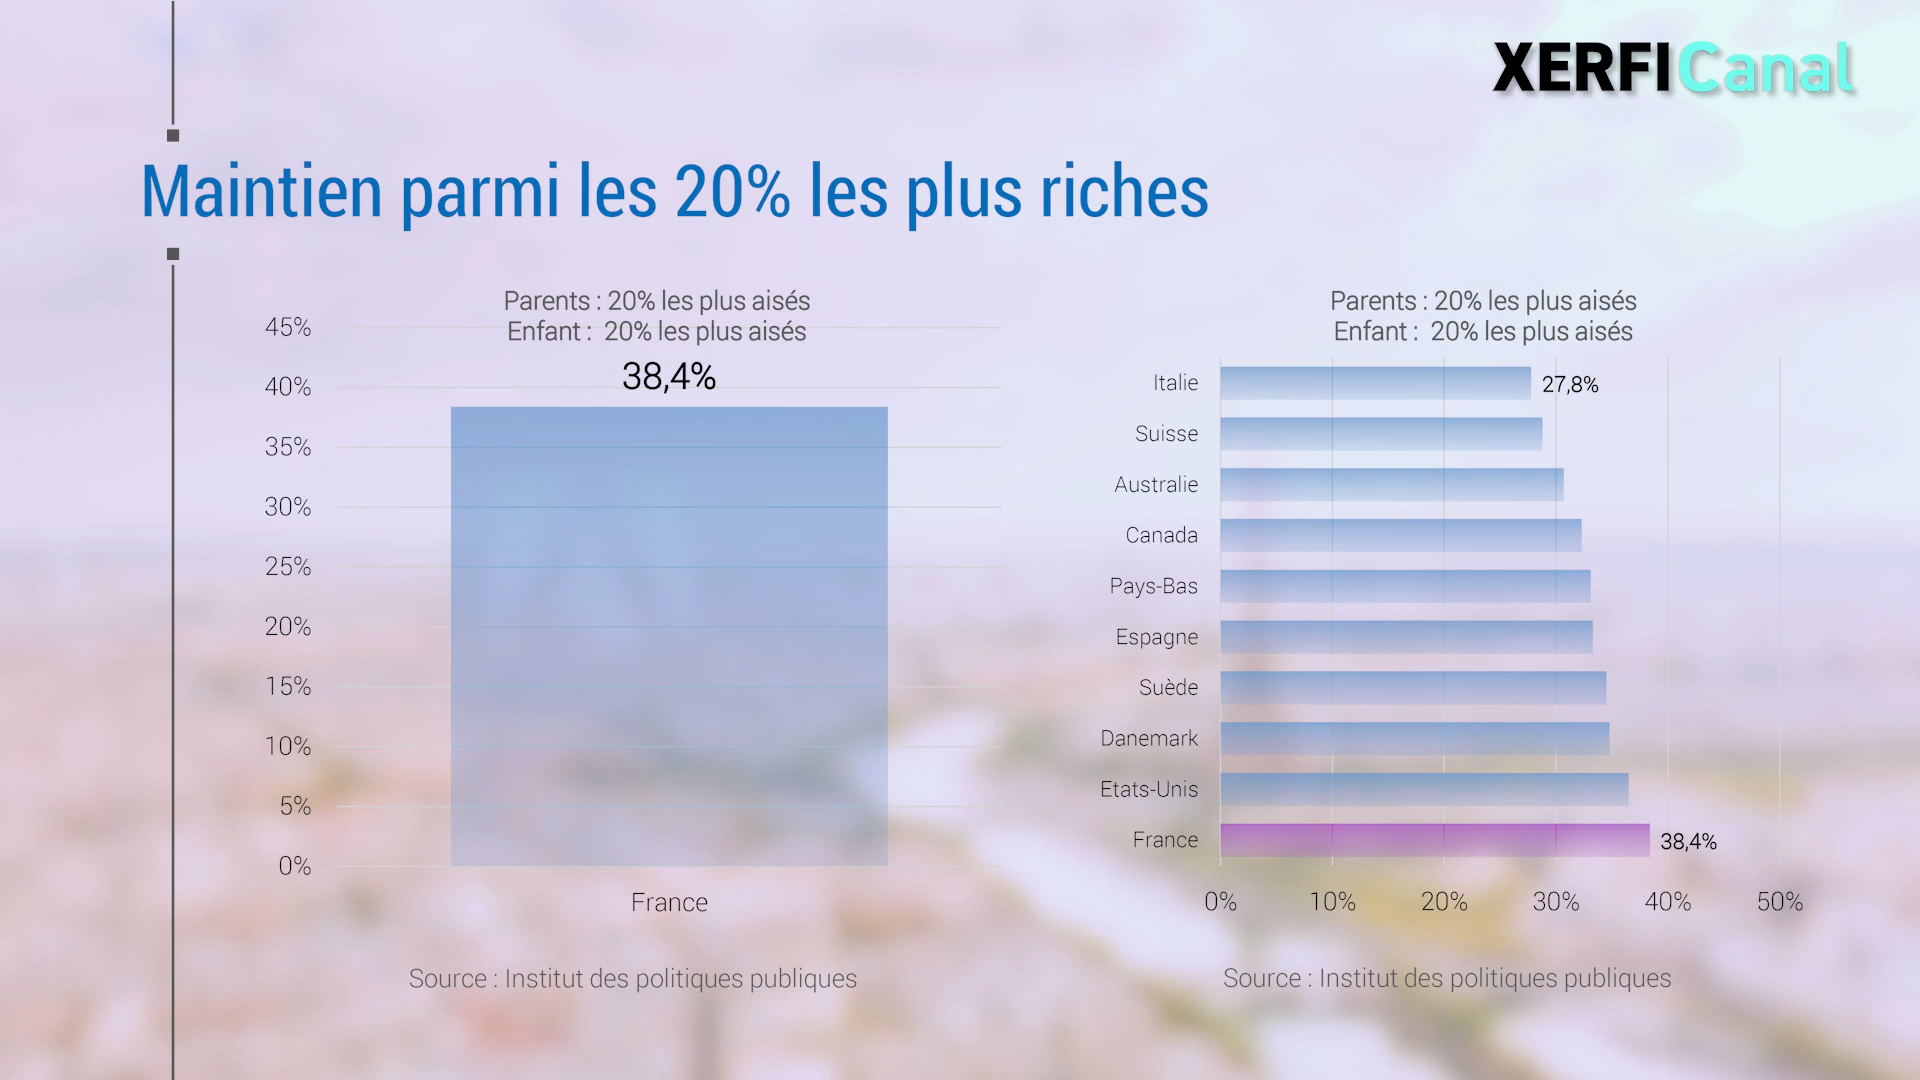 XERFICanal
Maintien parmi les 20% les plus riches
Parents : 20% les plus aisés
Enfant : 20% les plus aisés
45%
40%
35%
30%
25%
20%
15%
10%
5%
0%
38,4%
France
Source : Institut des politiques publiques
Parents : 20% les plus aisés
Enfant : 20% les plus aisés
Italie 27,8%
Suisse
Australie
Canada
Pays-Bas
Espagne
Suède
Danemark
Etats-Unis
France 38,4%
0% 10% 20% 30% 40% 50%
Source : Institut des politiques publiques